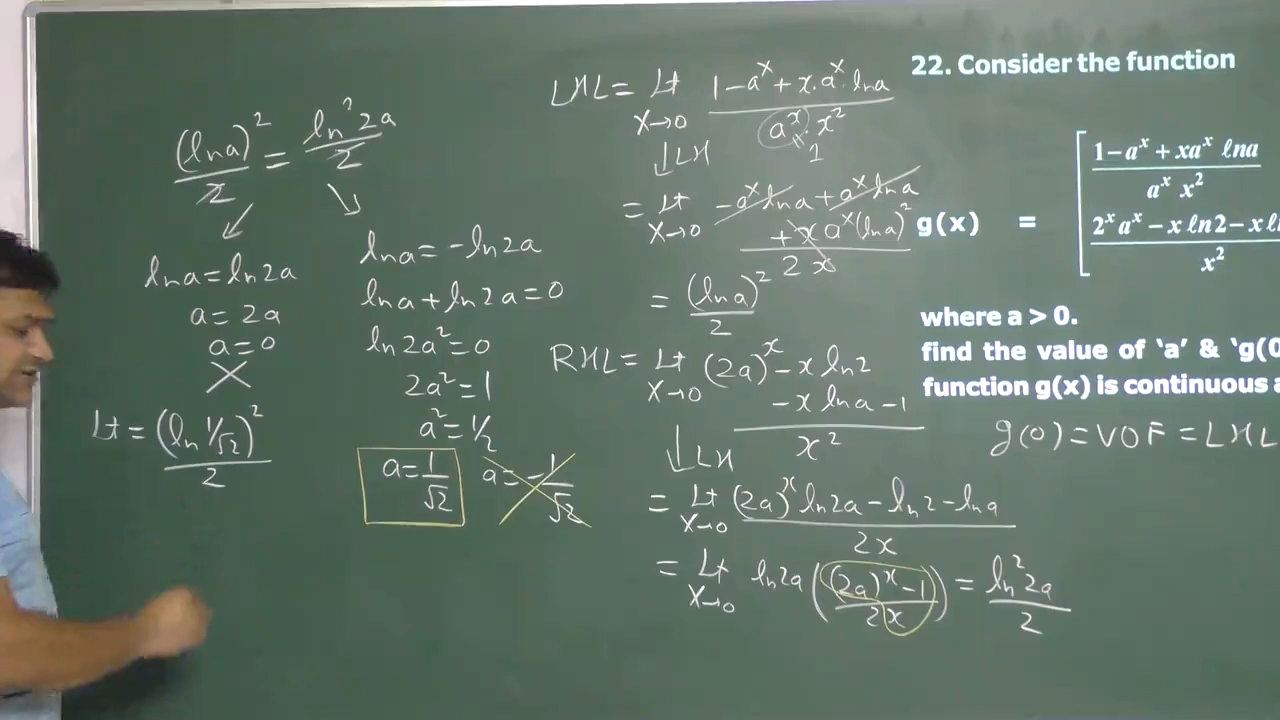 22. Consider the function
g(x) = [ (1 − a^x + xa^x lna) / (a^x x^2)
(2^x a^x − x ln2 − x l
x^2
where a > 0.
find the value of ‘a’ & ‘g(0
function g(x) is continuous a
g(0) = VOF = LHL
LHL = Lt x→0 (1 − a^x + x·a^x·lna) / (a^x · x^2)
1
↓LH
= Lt x→0 (−a^x lna + a^x lna + x a^x (lna)^2) / 2x
= (lna)^2 / 2
RHL = Lt x→0 ((2a)^x − x ln2 − x lna − 1) / x^2
↓LH
= Lt x→0 ((2a)^x ln2a − ln2 − lna) / 2x
= Lt x→0 ln2a (((2a)^x − 1) / 2x) = ln^2 2a / 2
(lna)^2 / 2 = ln^2 2a / 2
lna = ln2a
a = 2a
a = 0
×
lna = −ln2a
lna + ln2a = 0
ln2a^2 = 0
2a^2 = 1
a^2 = 1/2
a = 1/√2
a = −1/√2
Lt = (ln 1/√2)^2 / 2